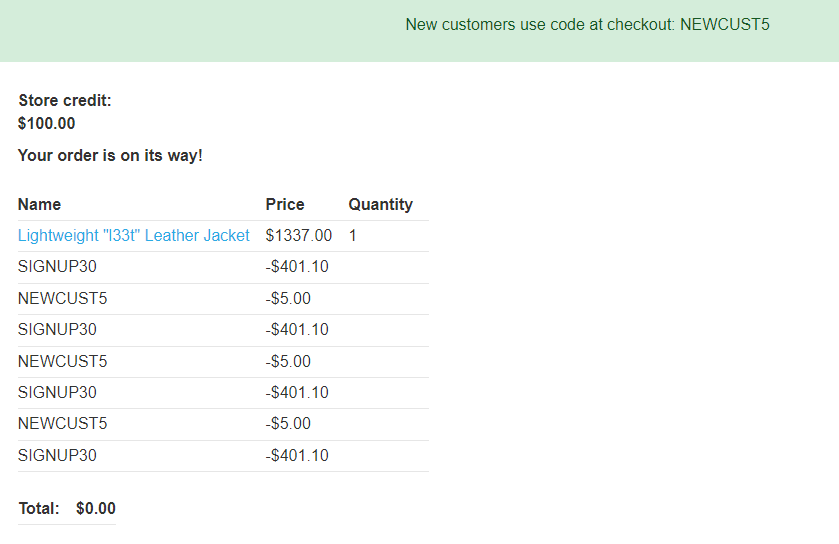 New customers use code at checkout: NEWCUST5
Store credit:
$100.00
Your order is on its way!
Name Price Quantity
Lightweight "l33t" Leather Jacket $1337.00 1
SIGNUP30 -$401.10
NEWCUST5 -$5.00
SIGNUP30 -$401.10
NEWCUST5 -$5.00
SIGNUP30 -$401.10
NEWCUST5 -$5.00
SIGNUP30 -$401.10
Total: $0.00